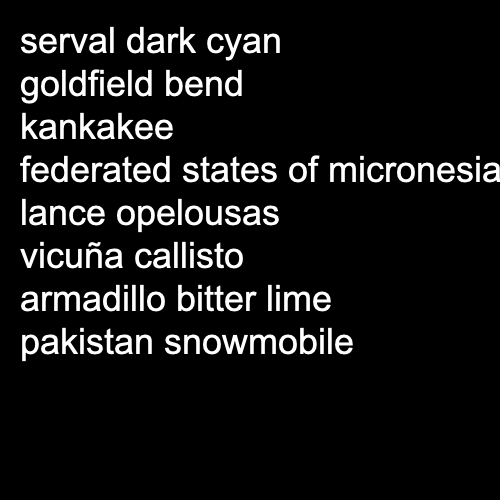 serval dark cyan
goldfield bend
kankakee
federated states of micronesia
lance opelousas
vicuña callisto
armadillo bitter lime
pakistan snowmobile